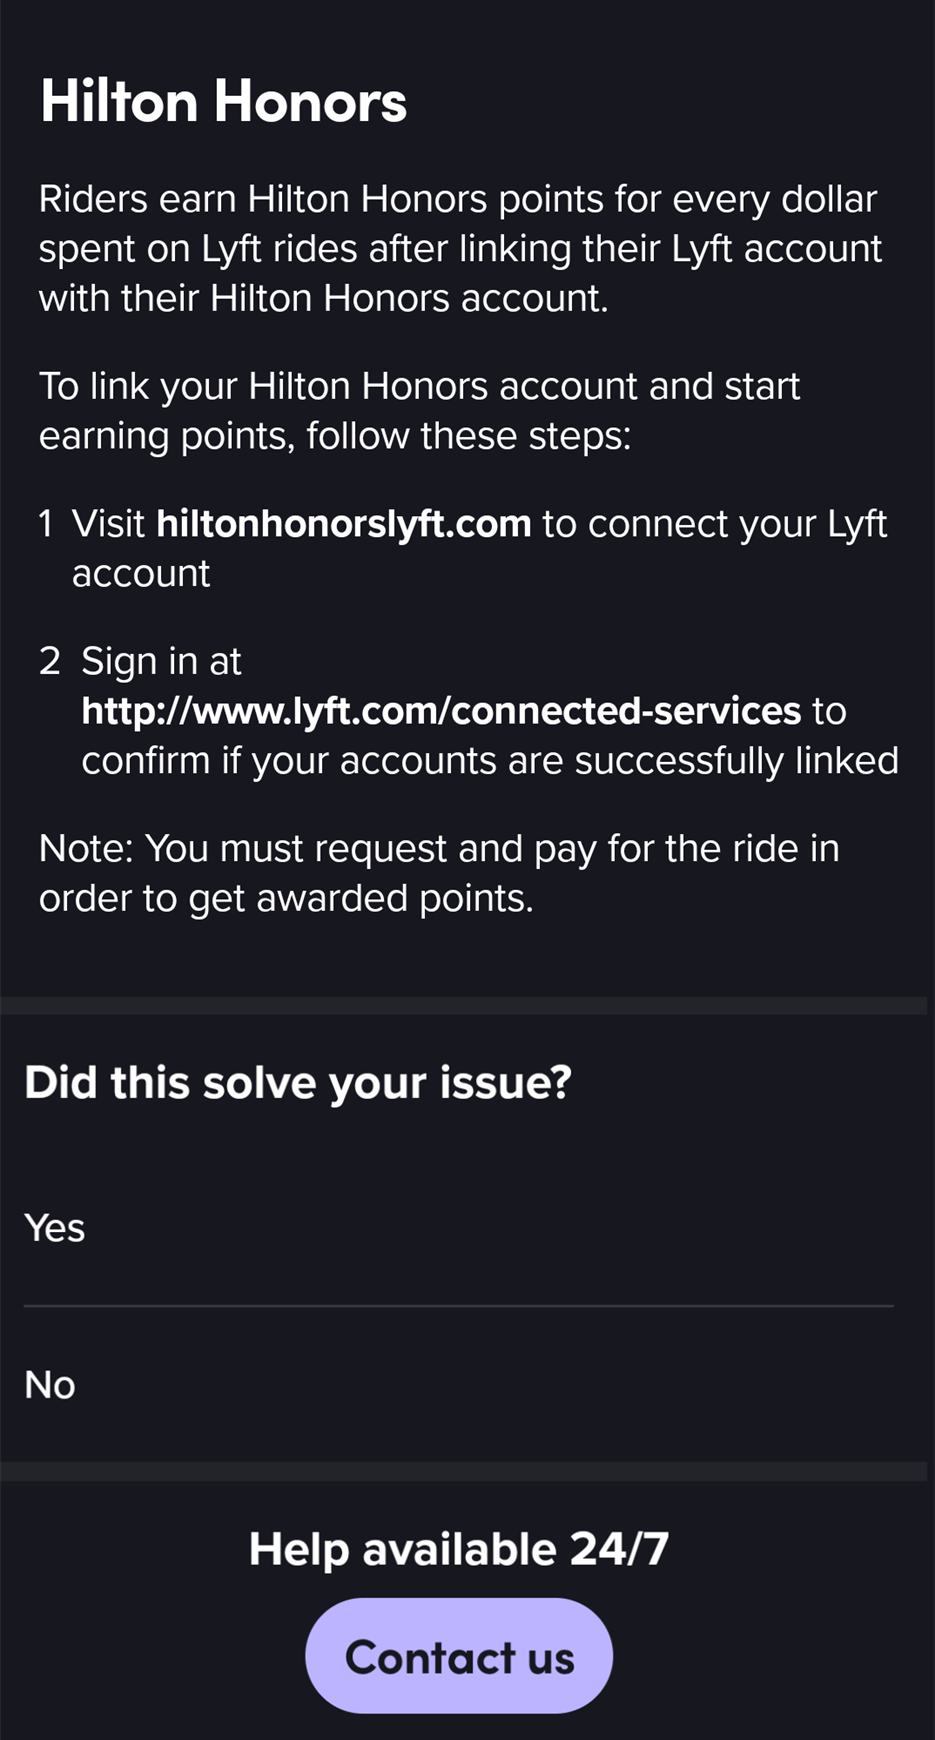 Hilton Honors
Riders earn Hilton Honors points for every dollar
spent on Lyft rides after linking their Lyft account
with their Hilton Honors account.
To link your Hilton Honors account and start
earning points, follow these steps:
1 Visit hiltonhonorslyft.com to connect your Lyft
account
2 Sign in at
http://www.lyft.com/connected-services to
confirm if your accounts are successfully linked
Note: You must request and pay for the ride in
order to get awarded points.
Did this solve your issue?
Yes
No
Help available 24/7
Contact us